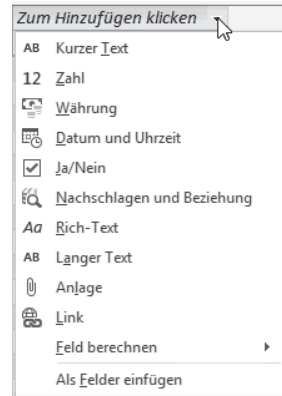 Zum Hinzufügen klicken
AB Kurzer Text
12 Zahl
Währung
Datum und Uhrzeit
Ja/Nein
Nachschlagen und Beziehung
Aa Rich-Text
AB Langer Text
Anlage
Link
Feld berechnen
Als Felder einfügen